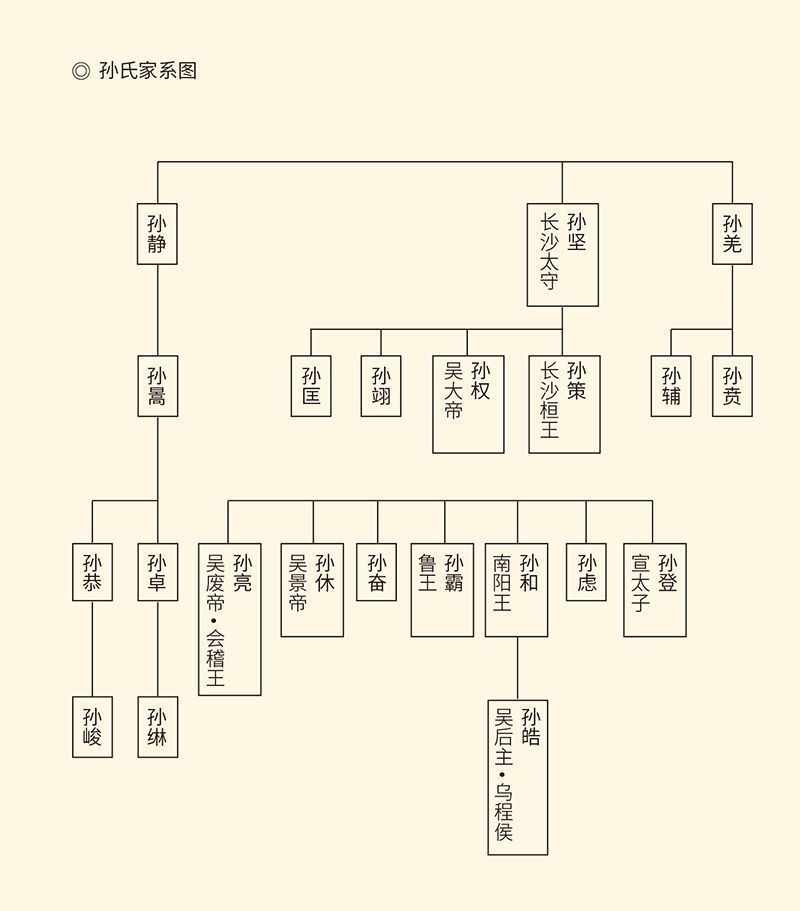 ◎ 孙氏家系图
孙静
孙坚
长沙太守
孙羌
孙暠
孙匡
孙翊
孙权
吴大帝
孙策
长沙桓王
孙辅
孙贲
孙恭
孙卓
孙亮
吴废帝•会稽王
孙休
吴景帝
孙奋
孙霸
鲁王
孙和
南阳王
孙虑
孙登
宣太子
孙峻
孙綝
孙皓
吴后主•乌程侯